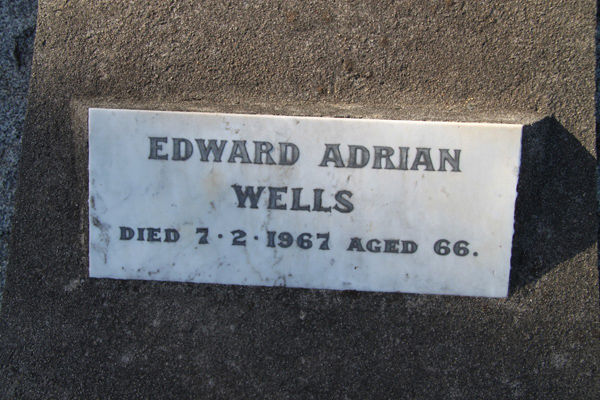 EDWARD ADRIAN
WELLS
DIED 7·2·1967 AGED 66.